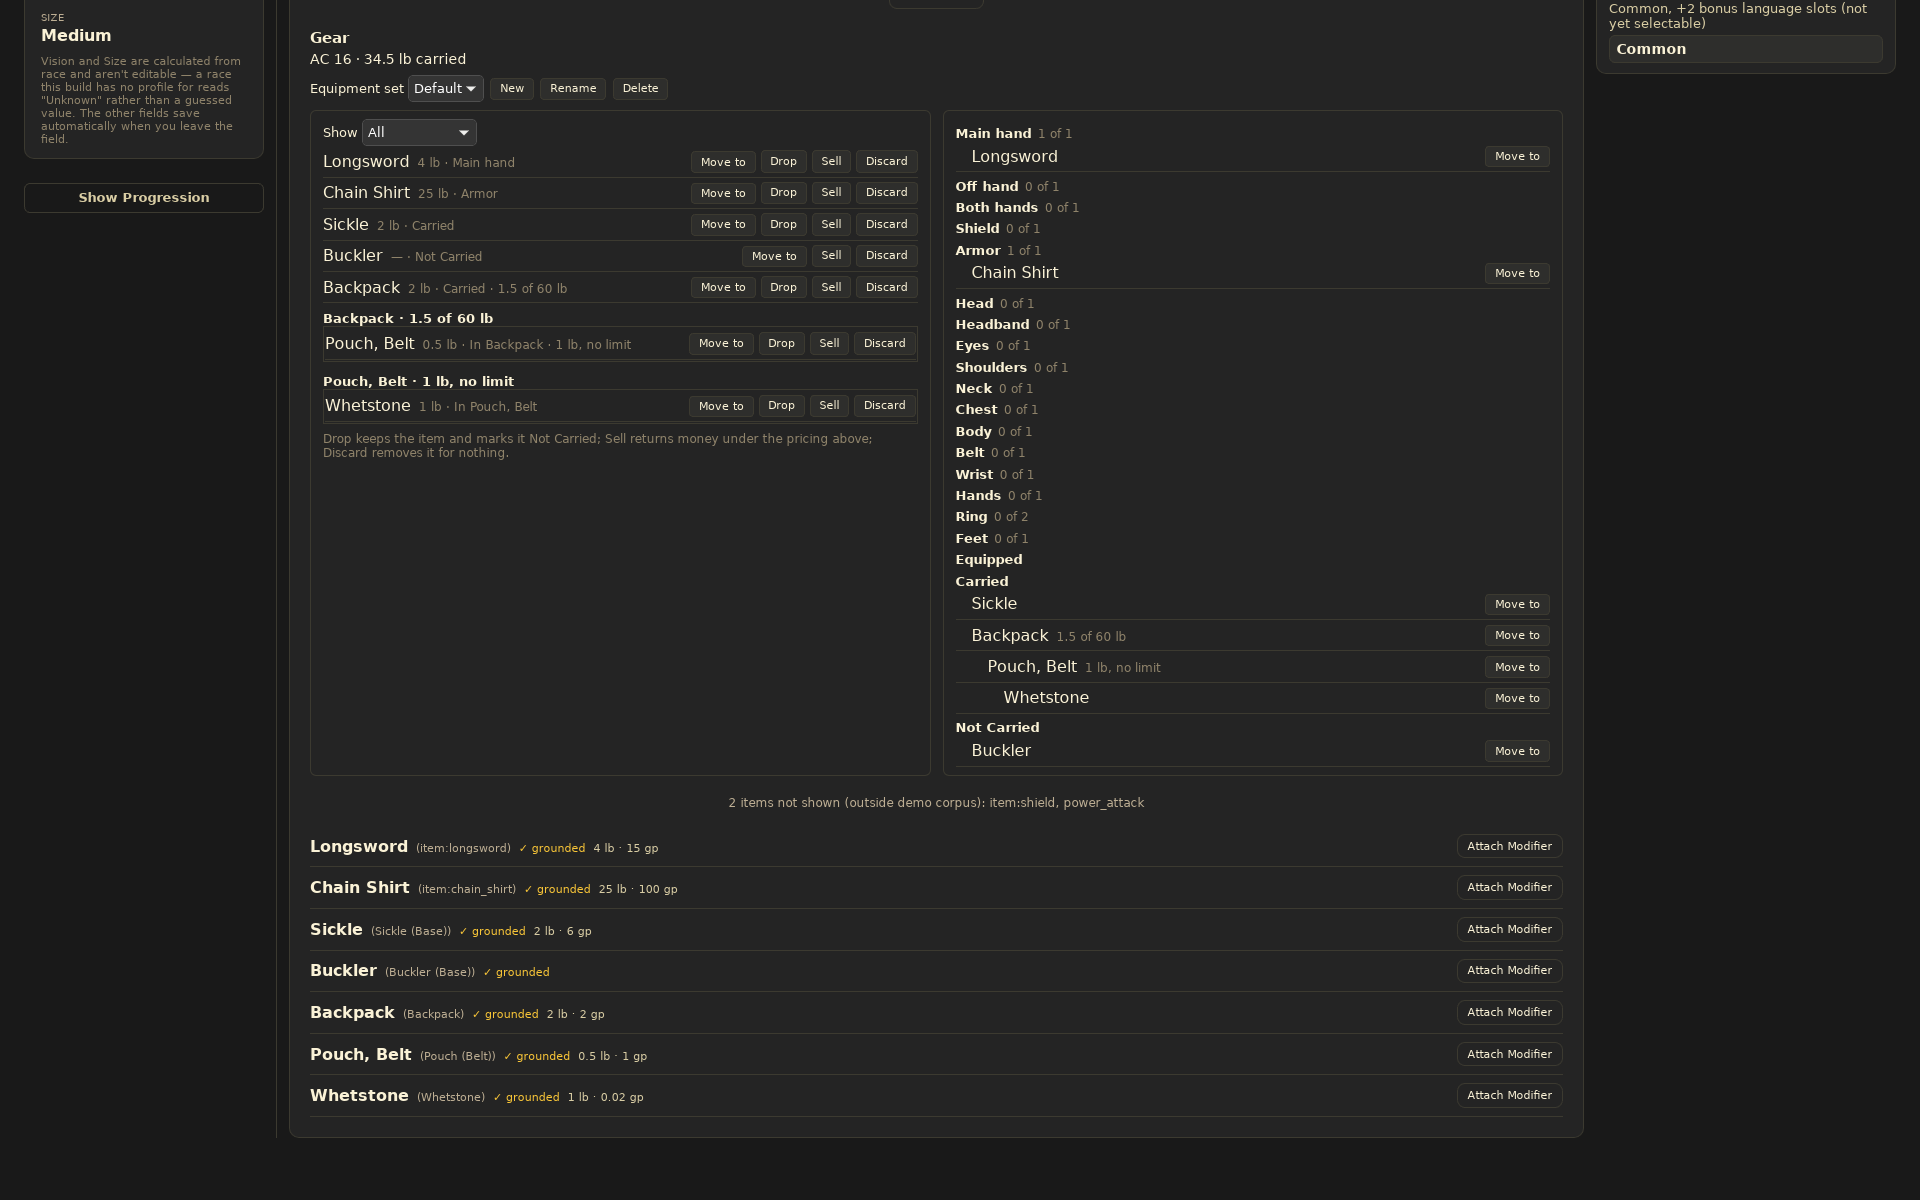 SIZE
Medium
Vision and Size are calculated from
race and aren't editable — a race
this build has no profile for reads
"Unknown" rather than a guessed
value. The other fields save
automatically when you leave the
field.
Show Progression
Gear
AC 16 · 34.5 lb carried
Equipment set Default New Rename Delete
Show All
Longsword 4 lb · Main hand Move to Drop Sell Discard
Chain Shirt 25 lb · Armor Move to Drop Sell Discard
Sickle 2 lb · Carried Move to Drop Sell Discard
Buckler — · Not Carried Move to Sell Discard
Backpack 2 lb · Carried · 1.5 of 60 lb Move to Drop Sell Discard
Backpack · 1.5 of 60 lb
Pouch, Belt 0.5 lb · In Backpack · 1 lb, no limit Move to Drop Sell Discard
Pouch, Belt · 1 lb, no limit
Whetstone 1 lb · In Pouch, Belt Move to Drop Sell Discard
Drop keeps the item and marks it Not Carried; Sell returns money under the pricing above;
Discard removes it for nothing.
Main hand 1 of 1
Longsword Move to
Off hand 0 of 1
Both hands 0 of 1
Shield 0 of 1
Armor 1 of 1
Chain Shirt Move to
Head 0 of 1
Headband 0 of 1
Eyes 0 of 1
Shoulders 0 of 1
Neck 0 of 1
Chest 0 of 1
Body 0 of 1
Belt 0 of 1
Wrist 0 of 1
Hands 0 of 1
Ring 0 of 2
Feet 0 of 1
Equipped
Carried
Sickle Move to
Backpack 1.5 of 60 lb Move to
Pouch, Belt 1 lb, no limit Move to
Whetstone Move to
Not Carried
Buckler Move to
2 items not shown (outside demo corpus): item:shield, power_attack
Longsword (item:longsword) ✓ grounded 4 lb · 15 gp Attach Modifier
Chain Shirt (item:chain_shirt) ✓ grounded 25 lb · 100 gp Attach Modifier
Sickle (Sickle (Base)) ✓ grounded 2 lb · 6 gp Attach Modifier
Buckler (Buckler (Base)) ✓ grounded Attach Modifier
Backpack (Backpack) ✓ grounded 2 lb · 2 gp Attach Modifier
Pouch, Belt (Pouch (Belt)) ✓ grounded 0.5 lb · 1 gp Attach Modifier
Whetstone (Whetstone) ✓ grounded 1 lb · 0.02 gp Attach Modifier
Common, +2 bonus language slots (not
yet selectable)
Common